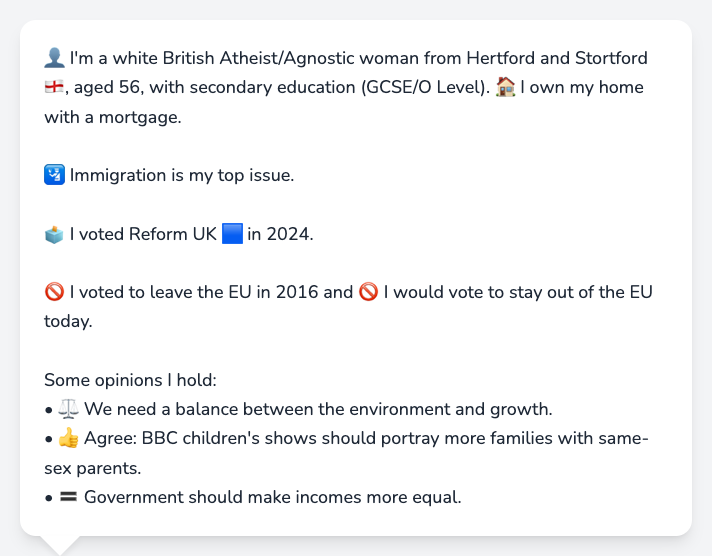 👤 I'm a white British Atheist/Agnostic woman from Hertford and Stortford
🏴󠁧󠁢󠁥󠁮󠁧󠁿, aged 56, with secondary education (GCSE/O Level). 🏠 I own my home
with a mortgage.
🛂 Immigration is my top issue.
🗳️ I voted Reform UK 🟦 in 2024.
🚫 I voted to leave the EU in 2016 and 🚫 I would vote to stay out of the EU
today.
Some opinions I hold:
• ⚖️ We need a balance between the environment and growth.
• 👍 Agree: BBC children's shows should portray more families with same-
sex parents.
• 🟰 Government should make incomes more equal.